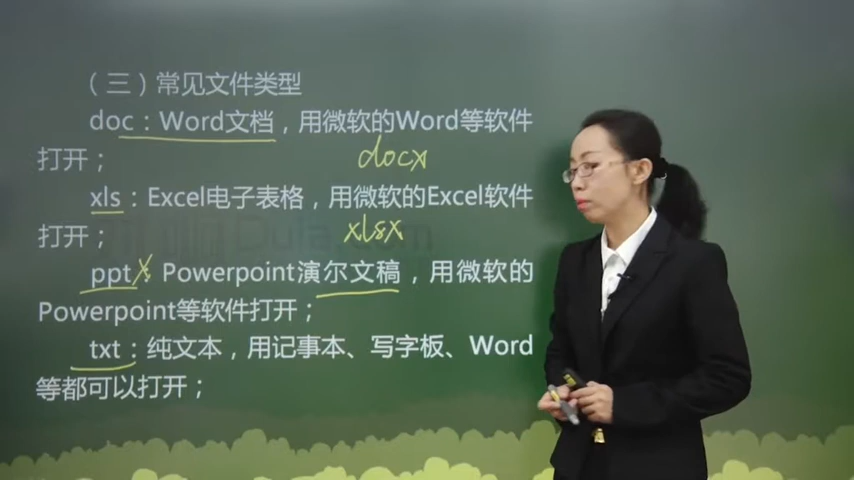 （三）常见文件类型
doc：Word文档，用微软的Word等软件
打开；
docx
xls：Excel电子表格，用微软的Excel软件
打开；
xlsx
pptx Powerpoint演尔文稿，用微软的
Powerpoint等软件打开；
txt：纯文本，用记事本、写字板、Word
等都可以打开；